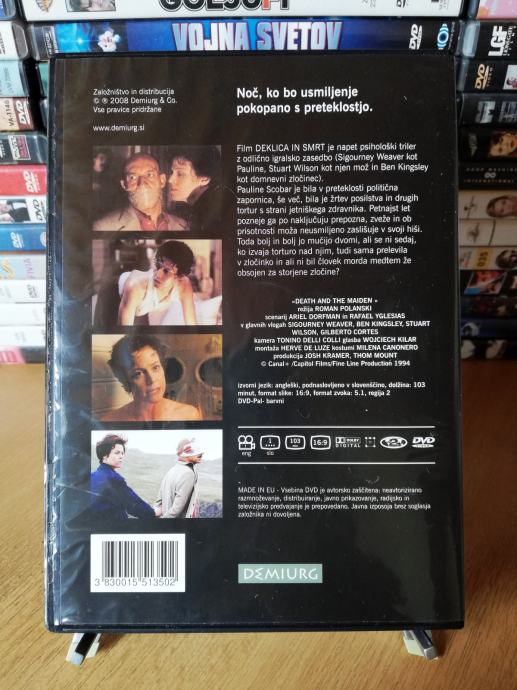 VOJNA SVETOV
LGF
DVD
VA-1146
Založništvo in distribucija
© ℗ 2008 Demiurg & Co.
Vse pravice pridržane
www.demiurg.si
Noč, ko bo usmiljenje
pokopano s preteklostjo.
Film DEKLICA IN SMRT je napet psihološki triler
z odlično igralsko zasedbo (Sigourney Weaver kot
Pauline, Stuart Wilson kot njen mož in Ben Kingsley
kot domnevni zločinec).
Pauline Scobar je bila v preteklosti politična
zapornica, še več, bila je žrtev posilstva in drugih
tortur s strani jetniškega zdravnika. Petnajst let
pozneje ga po naključju prepozna, zveže in ob
prisotnosti moža neusmiljeno zaslišuje v svoji hiši.
Toda bolj in bolj jo mučijo dvomi, ali se ni sedaj,
ko izvaja torturo nad njim, tudi sama prelevila
v zločinko in ali ni bil človek morda medtem že
obsojen za storjene zločine?
»DEATH AND THE MAIDEN »
režija ROMAN POLANSKI
scenarij ARIEL DORFMAN in RAFAEL YGLESIAS
v glavnih vlogah SIGOURNEY WEAVER, BEN KINGSLEY, STUART
WILSON, GILBERTO CORTES
kamera TONINO DELLI COLLI glasba WOJCIECH KILAR
montaža HERVE DE LUZE kostumi MILENA CANONERO
produkcija JOSH KRAMER, THOM MOUNT
© Canal+ /Capitol Films/Fine Line Production 1994
izvorni jezik: angleški, podnaslovljeno v slovenščino, dolžina: 103
minut, format slike: 16:9, format zvoka: 5.1, regija 2
DVD-Pal- barvni
eng
1
slo
103
min
16:9
DOLBY
DIGITAL
2
DVD
MADE IN EU - Vsebina DVD je avtorsko zaščitena: neavtorizirano
razmnoževanje, distribuiranje, javno prikazovanje, radijsko in
televizijsko predvajanje je prepovedano. Javna izposoja brez soglasja
založnika ni dovoljena.
3 830015 513502
DEMIURG